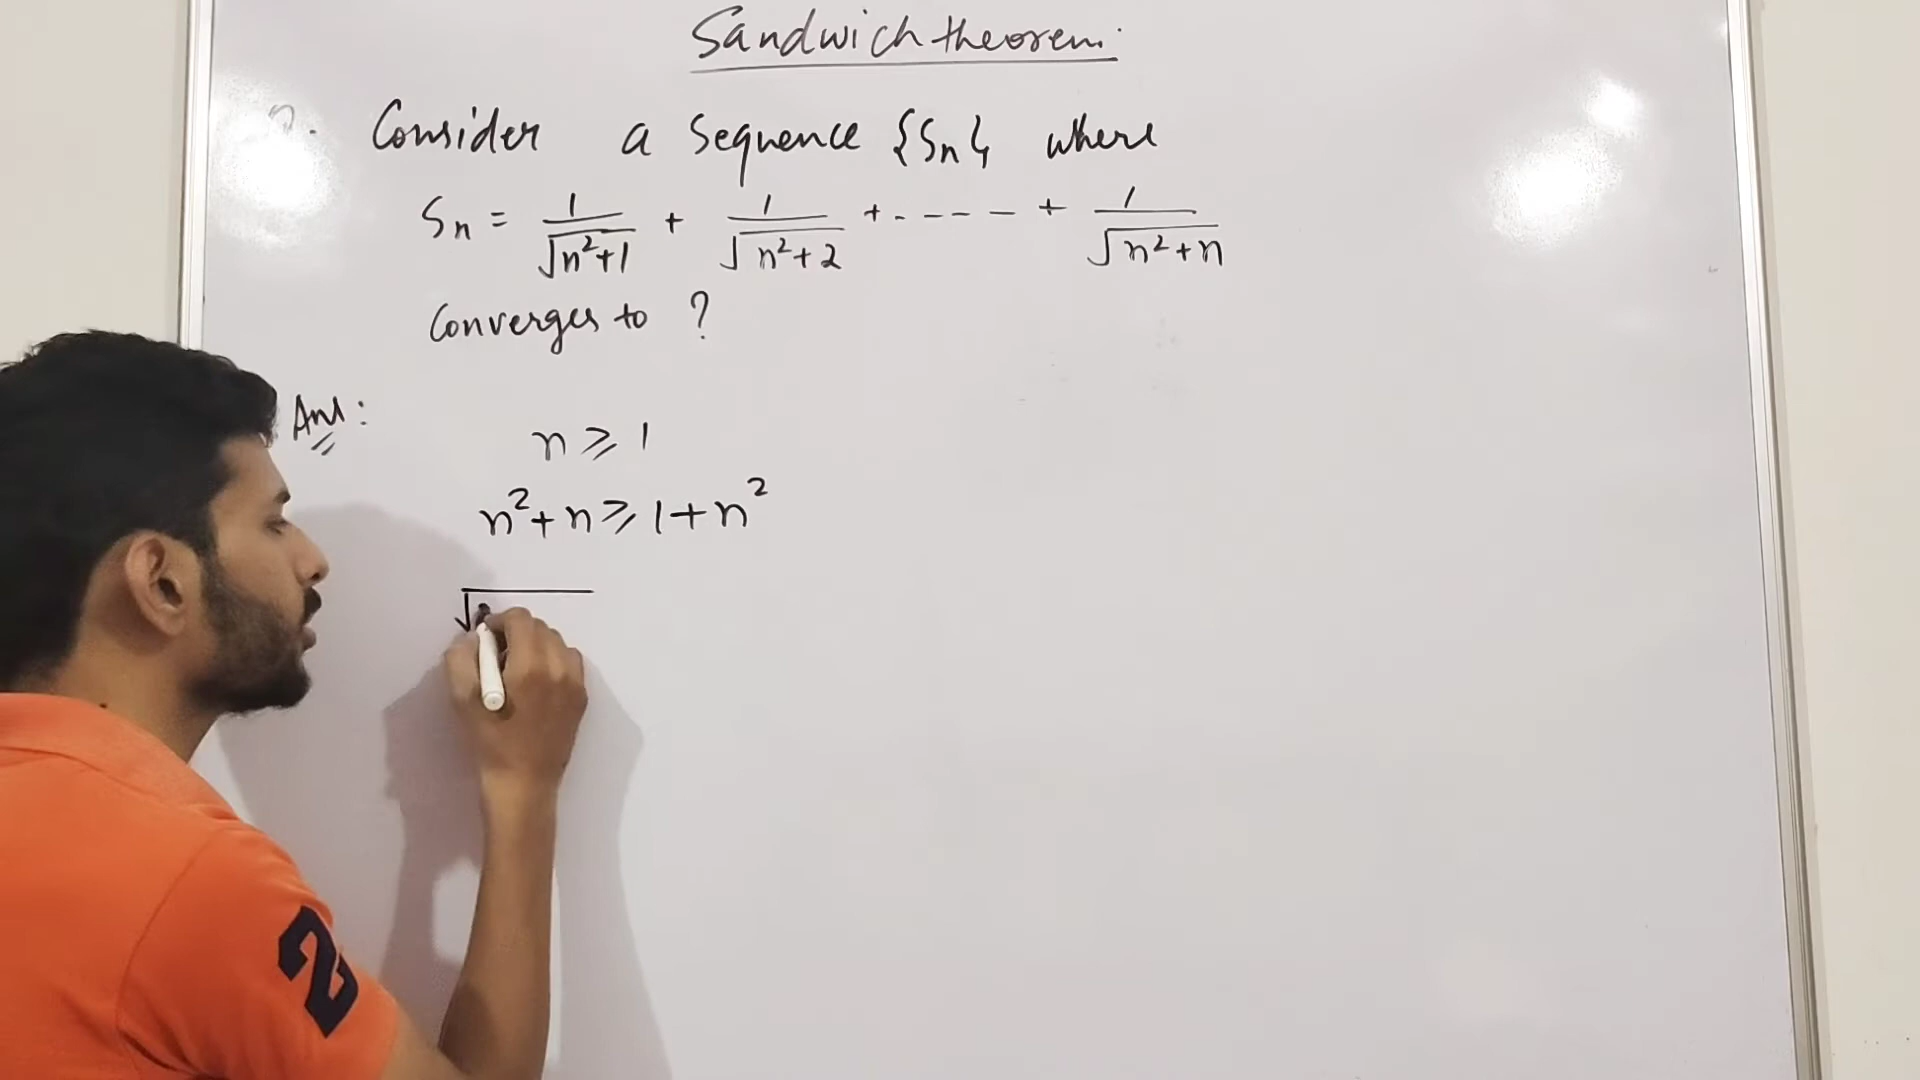 Sandwich theorem.
Q. Consider a sequence {Sn} where
Sn = 1/√(n²+1) + 1/√(n²+2) + . - - - - + 1/√(n²+n)
Converges to ?
Ans :
n ⩾ 1
n² + n ⩾ 1 + n²
√
2